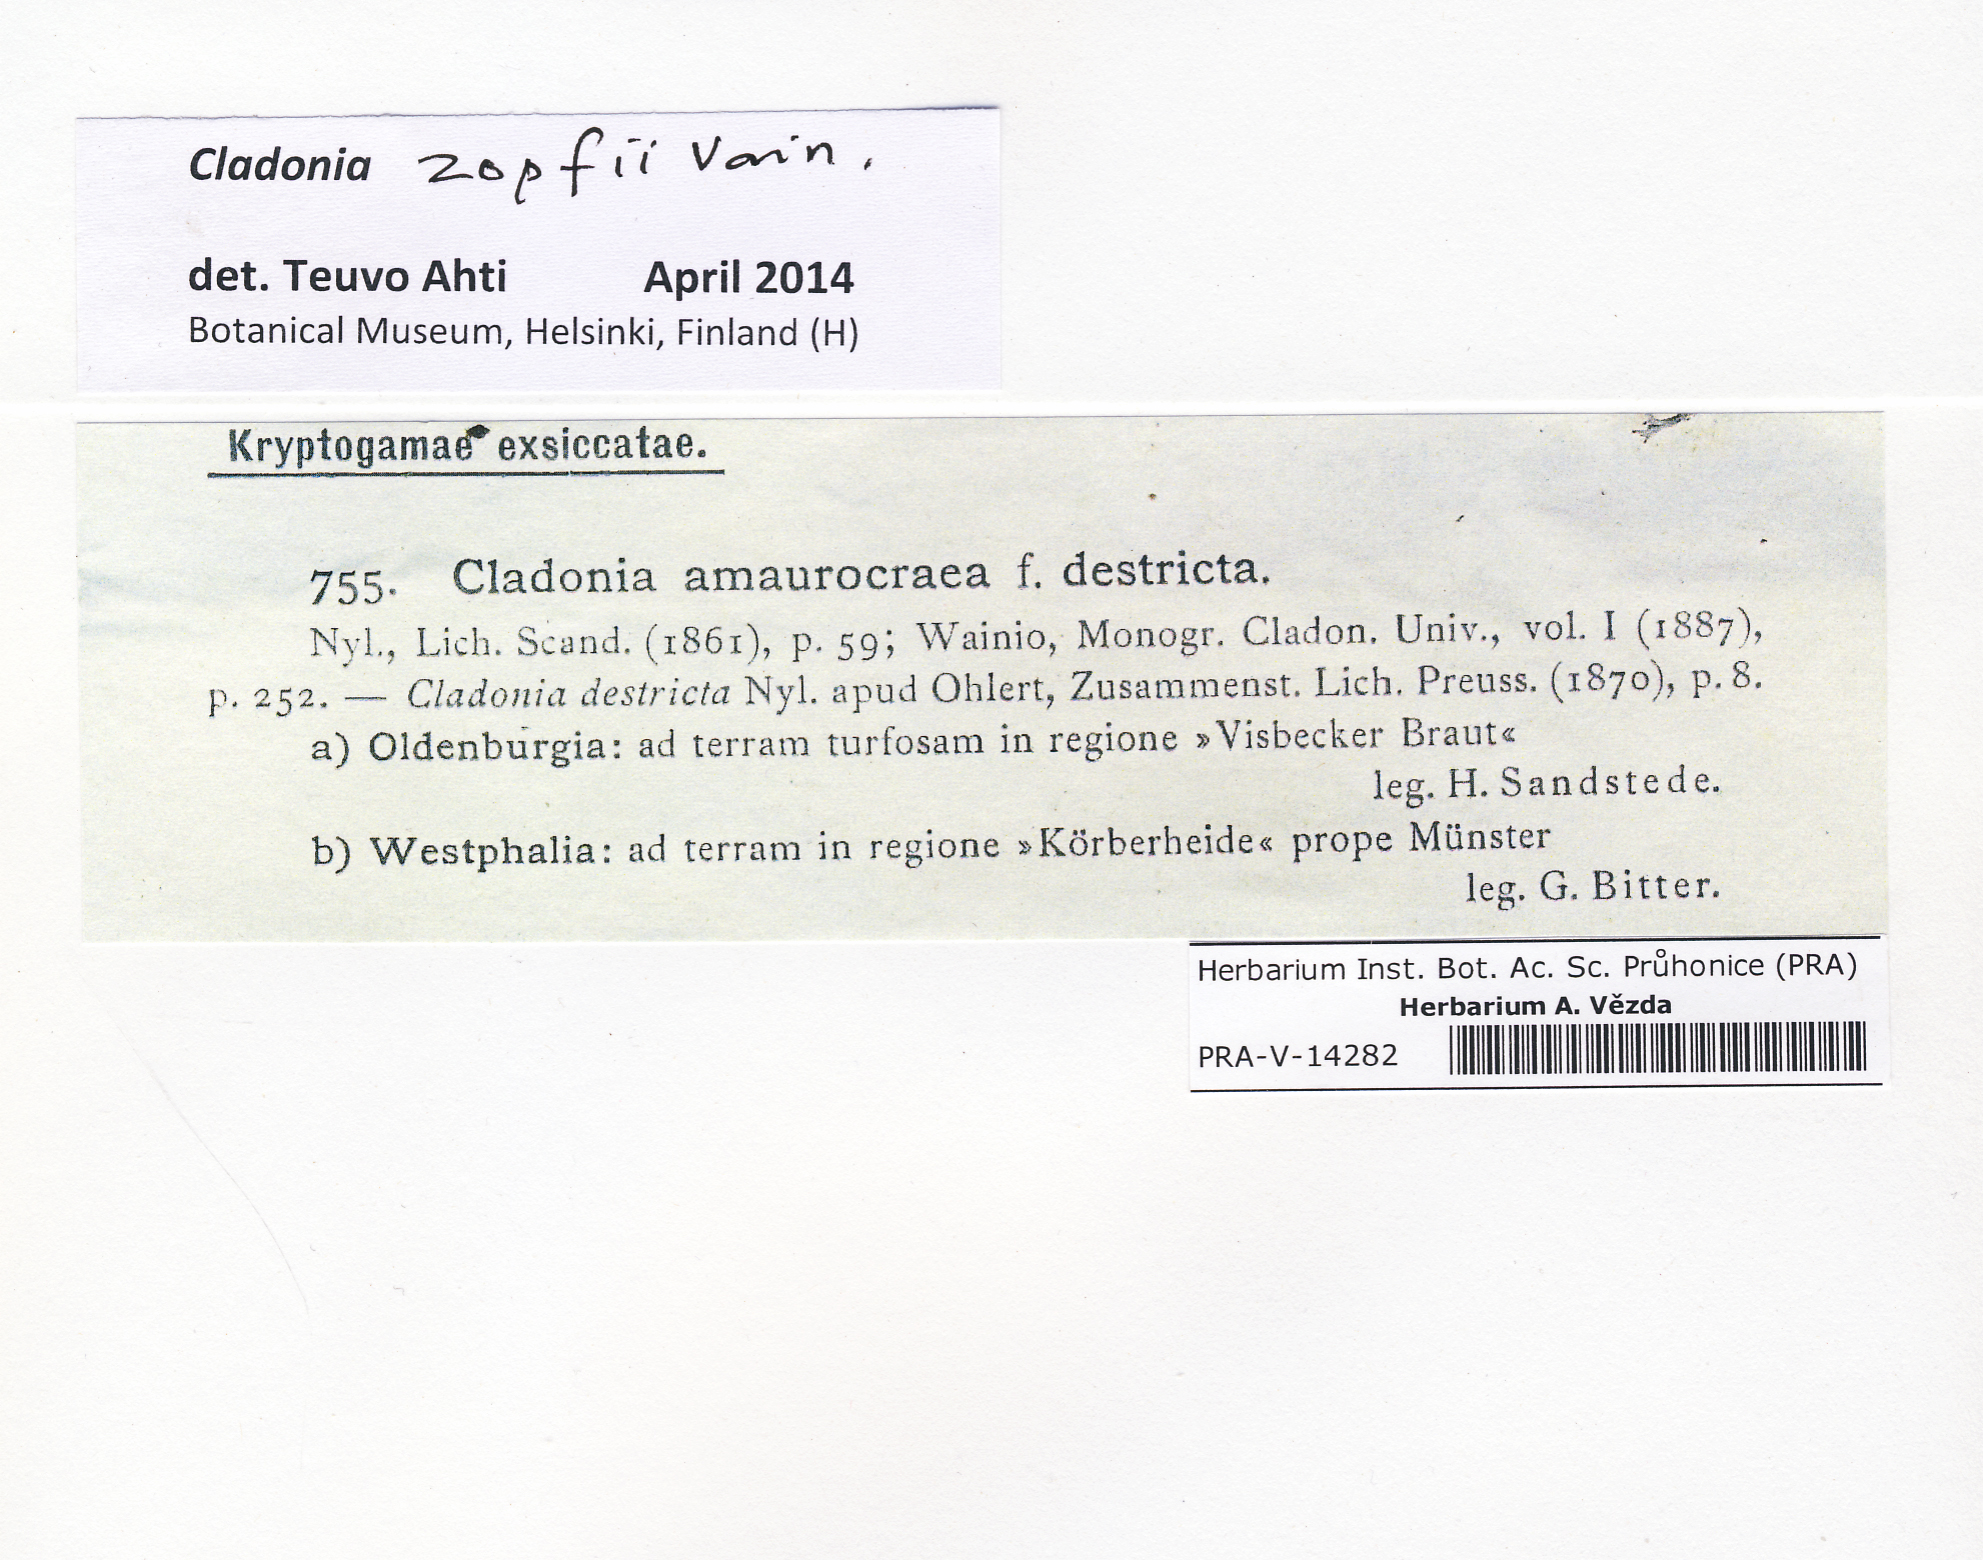 Cladonia zopfii Vain.
det. Teuvo Ahti April 2014
Botanical Museum, Helsinki, Finland (H)
Kryptogamae exsiccatae.
755. Cladonia amaurocraea f. destricta.
Nyl., Lich. Scand. (1861), p. 59; Wainio, Monogr. Cladon. Univ., vol. I (1887),
p. 252. — Cladonia destricta Nyl. apud Ohlert, Zusammenst. Lich. Preuss. (1870), p. 8.
a) Oldenburgia: ad terram turfosam in regione »Visbecker Braut«
leg. H. Sandstede.
b) Westphalia: ad terram in regione »Körberheide« prope Münster
leg. G. Bitter.
Herbarium Inst. Bot. Ac. Sc. Průhonice (PRA)
Herbarium A. Vězda
PRA-V-14282